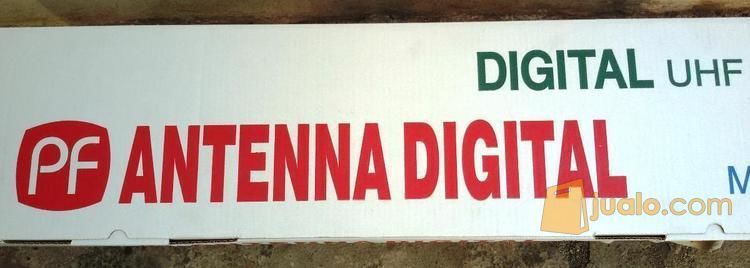 DIGITAL UHF
PF ANTENNA DIGITAL
M
jualo.com